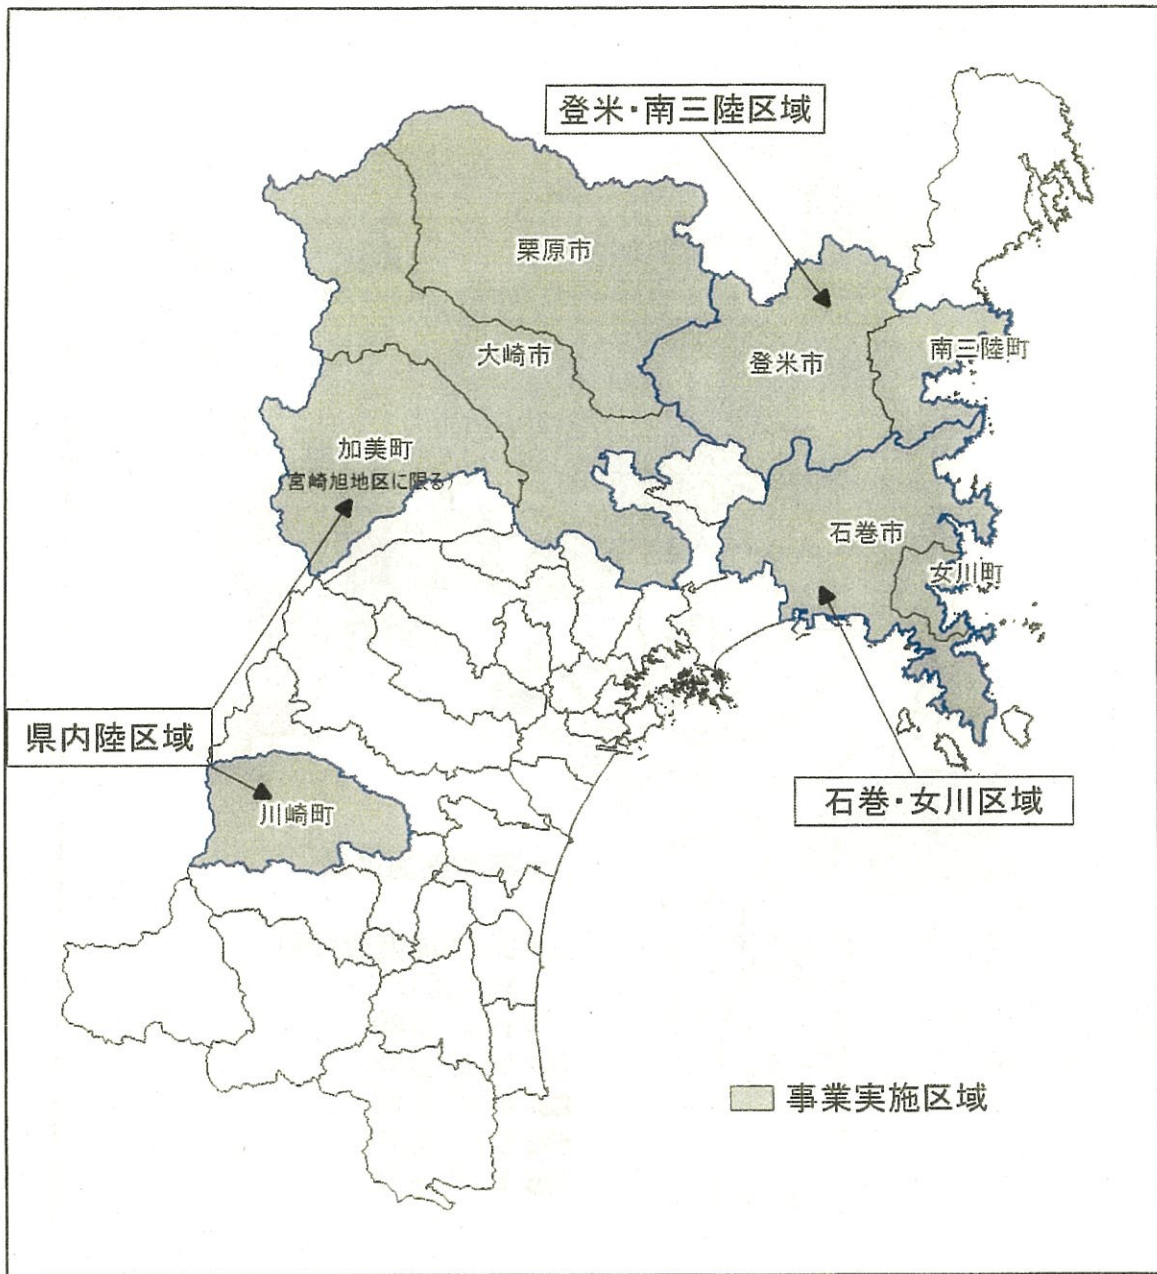 登米・南三陸区域
栗原市
大崎市
登米市
南三陸町
加美町
（宮崎旭地区に限る）
石巻市
女川町
県内陸区域
川崎町
石巻・女川区域
事業実施区域